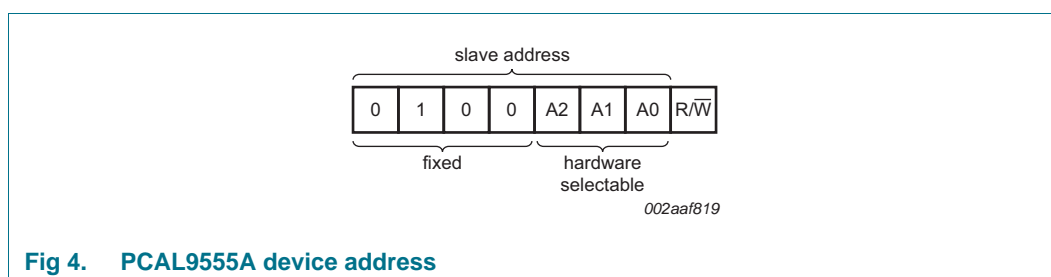 slave address
0 1 0 0 A2 A1 A0 R/W̅
fixed
hardware
selectable
002aaf819
Fig 4. PCAL9555A device address